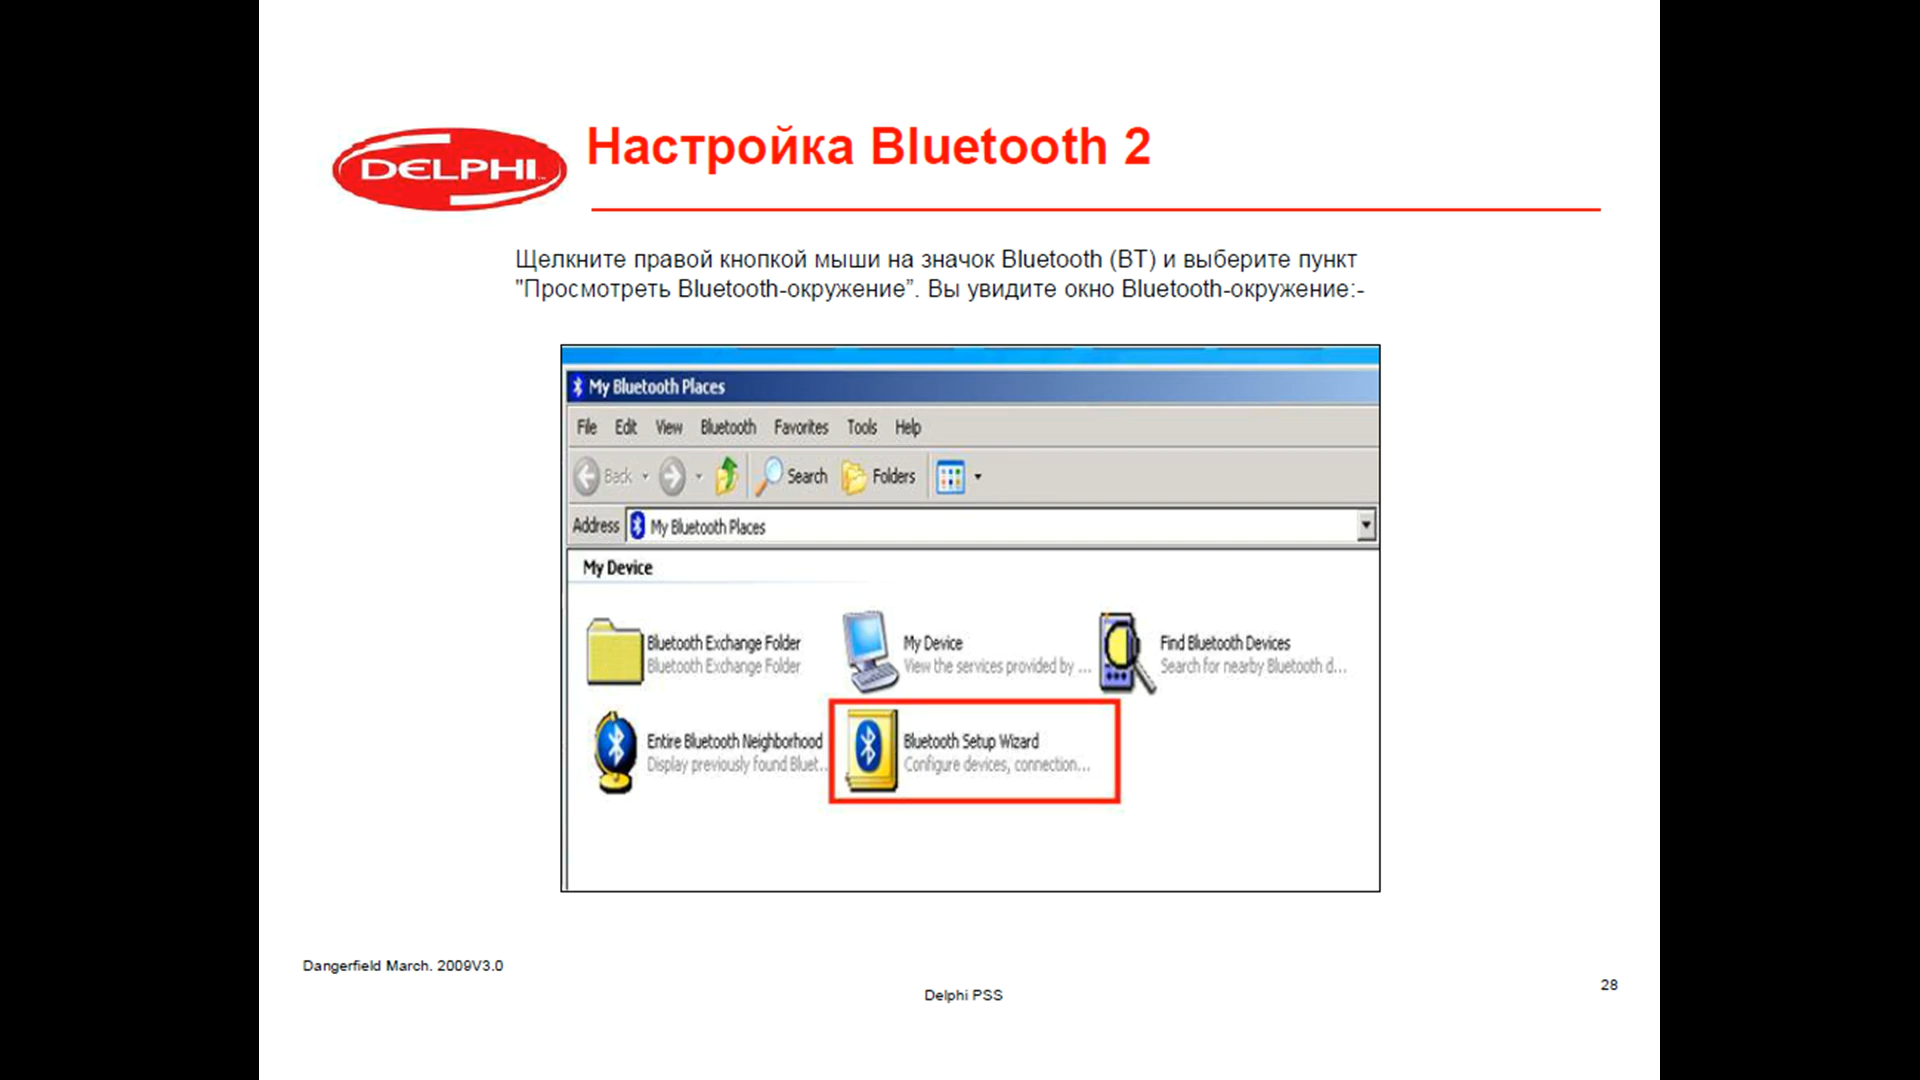 DELPHI
Настройка Bluetooth 2
Щелкните правой кнопкой мыши на значок Bluetooth (BT) и выберите пункт
"Просмотреть Bluetooth-окружение”. Вы увидите окно Bluetooth-окружение:-
My Bluetooth Places
File Edit View Bluetooth Favorites Tools Help
Back Search Folders
Address My Bluetooth Places
My Device
Bluetooth Exchange Folder My Device Find Bluetooth Devices
Bluetooth Exchange Folder View the services provided by ... Search for nearby Bluetooth d...
Entire Bluetooth Neighborhood Bluetooth Setup Wizard
Display previously found Bluet... Configure devices, connection...
Dangerfield March. 2009V3.0
Delphi PSS
28